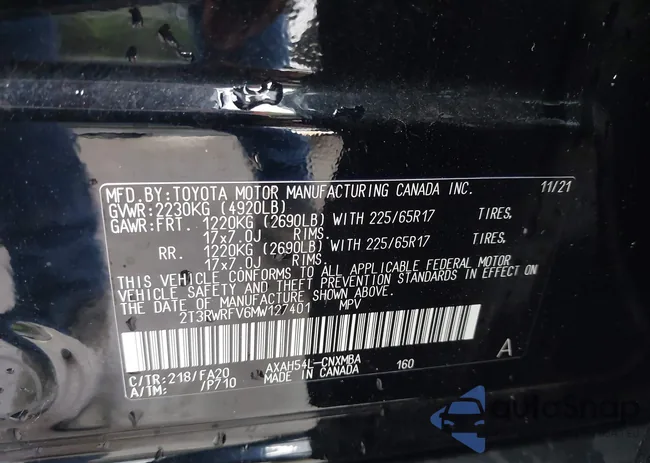 MFD. BY: TOYOTA MOTOR MANUFACTURING CANADA INC. 11/21
GVWR: 2230KG (4920LB)
GAWR: FRT. 1220KG (2690LB) WITH 225/65R17 TIRES,
17x7.0J RIMS.
RR. 1220KG (2690LB) WITH 225/65R17 TIRES,
17x7.0J RIMS.
THIS VEHICLE CONFORMS TO ALL APPLICABLE FEDERAL MOTOR
VEHICLE SAFETY AND THEFT PREVENTION STANDARDS IN EFFECT ON
THE DATE OF MANUFACTURE SHOWN ABOVE.
2T3RWRFV6MW127401 MPV
C/TR: 218/FA20 AXAH54L-CNXMBA 160 A
A/TM: /P710 MADE IN CANADA
autoSnap